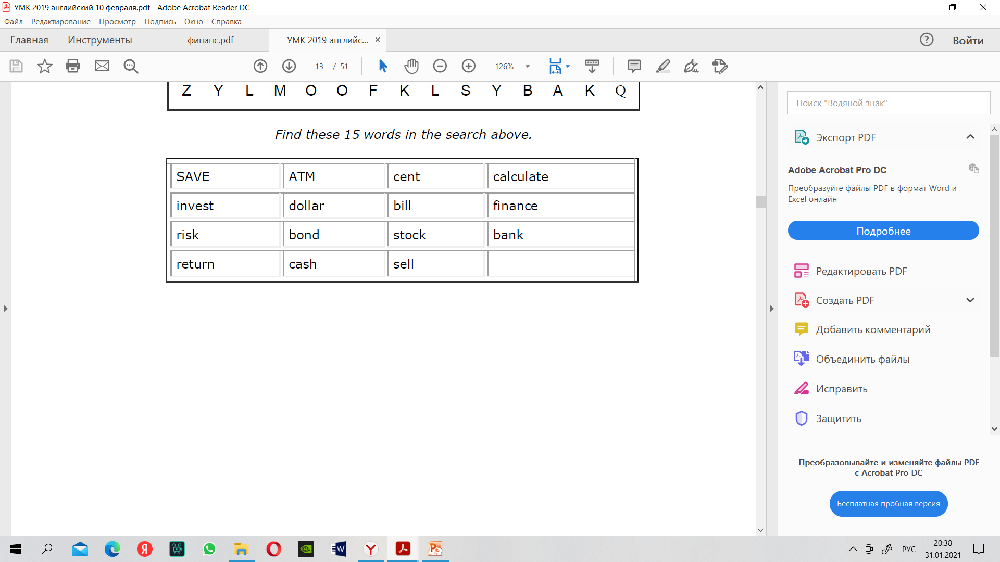 УМК 2019 английский 10 февраля.pdf - Adobe Acrobat Reader DC
Файл Редактирование Просмотр Подпись Окно Справка
Главная Инструменты финанс.pdf УМК 2019 английс... × Войти
13 / 51 126%
Z Y L M O O F K L S Y B A K Q
Find these 15 words in the search above.
SAVE ATM cent calculate
invest dollar bill finance
risk bond stock bank
return cash sell
Поиск "Водяной знак"
Экспорт PDF
Adobe Acrobat Pro DC
Преобразуйте файлы PDF в формат Word и
Excel онлайн
Подробнее
Редактировать PDF
Создать PDF
Добавить комментарий
Объединить файлы
Исправить
Защитить
Преобразовывайте и изменяйте файлы PDF
с Acrobat Pro DC
Бесплатная пробная версия
РУС
20:38
31.01.2021